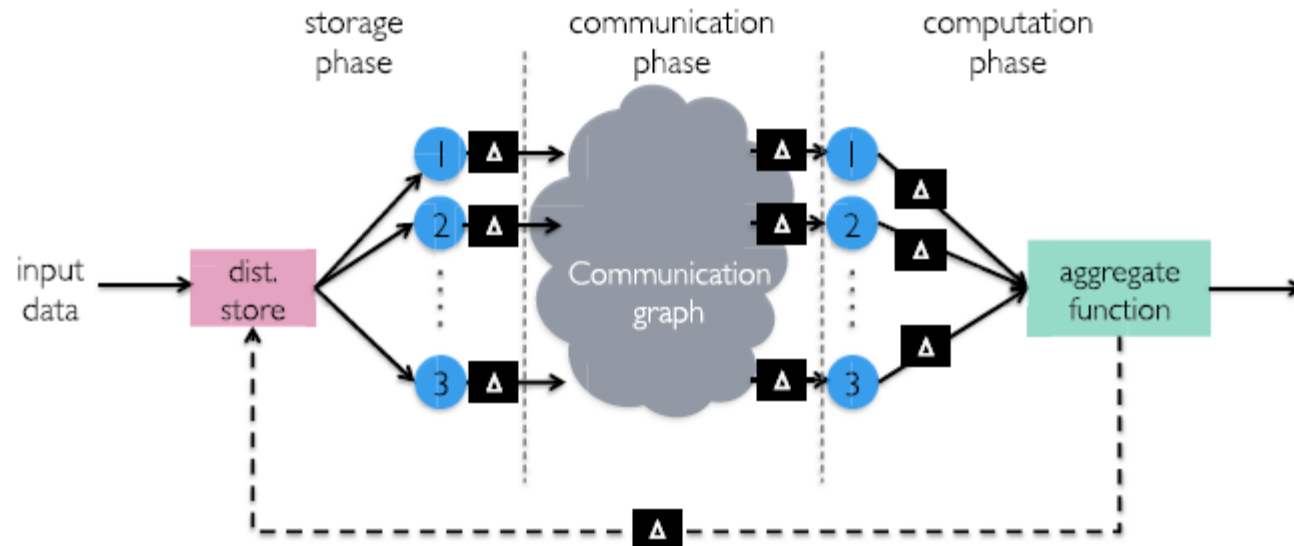 storage
phase
communication
phase
computation
phase
1
Δ
Δ
1
Δ
2
Δ
Δ
2
Δ
input
data
dist.
store
Communication
graph
aggregate
function
3
Δ
Δ
3
Δ
Δ